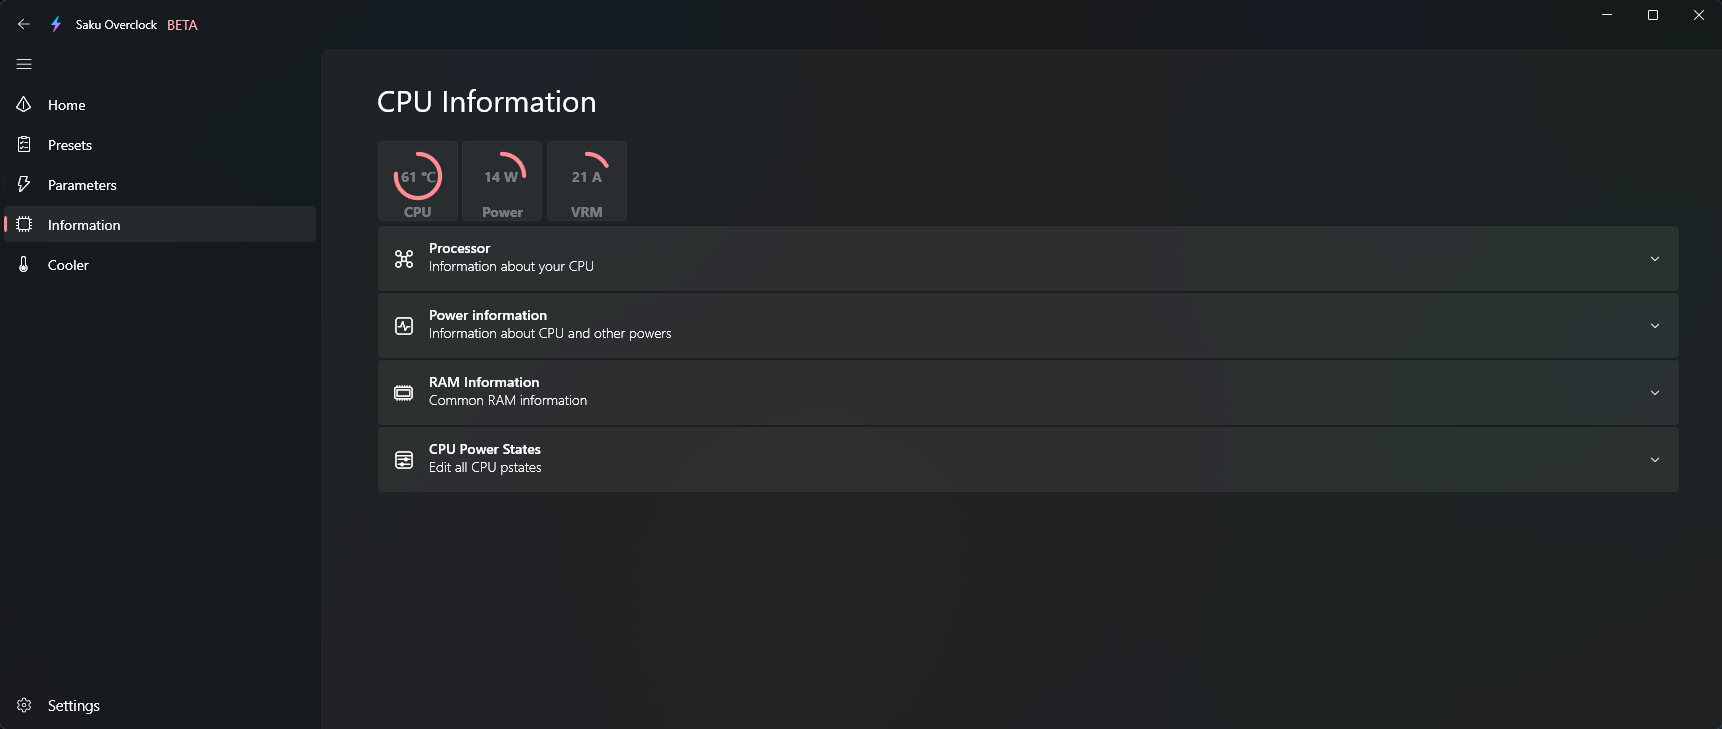 Saku Overclock BETA
Home
Presets
Parameters
Information
Cooler
Settings
CPU Information
61 °C
CPU
14 W
Power
21 A
VRM
Processor
Information about your CPU
Power information
Information about CPU and other powers
RAM Information
Common RAM information
CPU Power States
Edit all CPU pstates